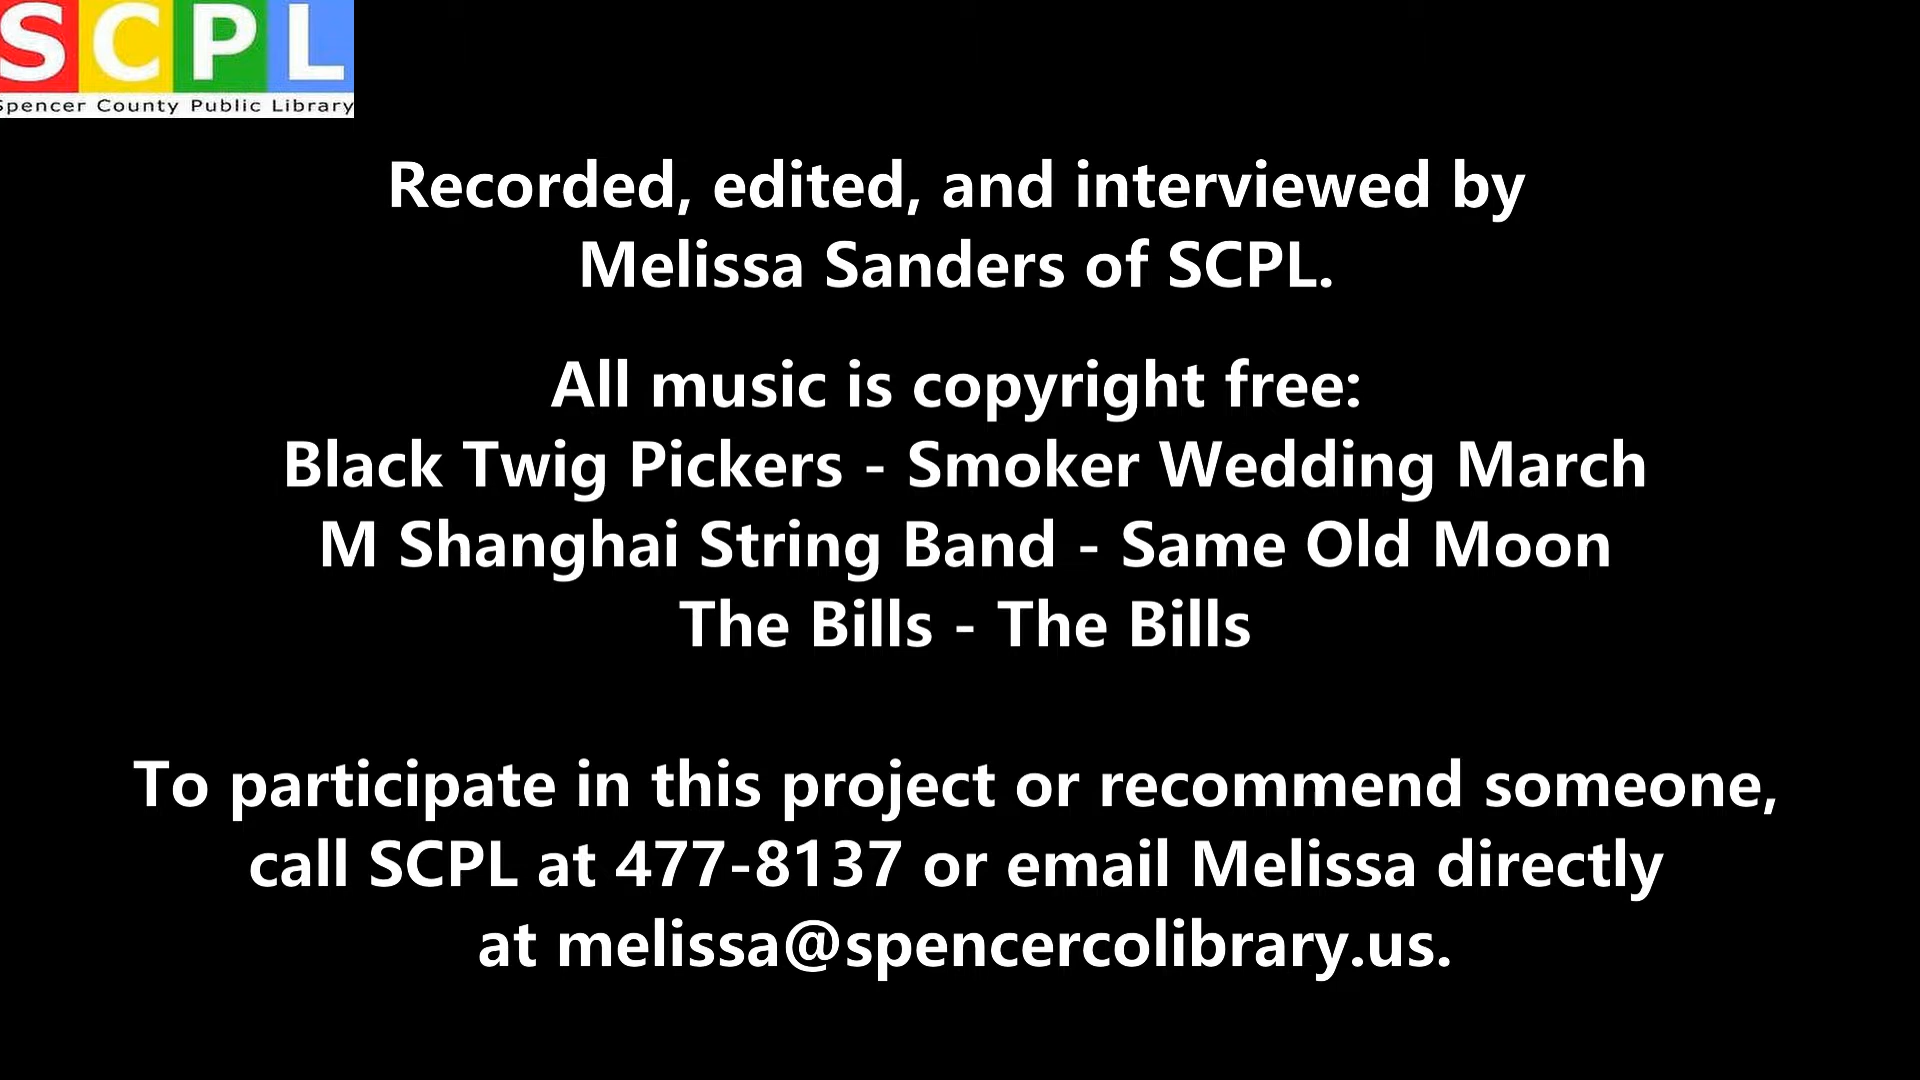 SCPL
Spencer County Public Library
Recorded, edited, and interviewed by
Melissa Sanders of SCPL.
All music is copyright free:
Black Twig Pickers - Smoker Wedding March
M Shanghai String Band - Same Old Moon
The Bills - The Bills
To participate in this project or recommend someone,
call SCPL at 477-8137 or email Melissa directly
at melissa@spencercolibrary.us.